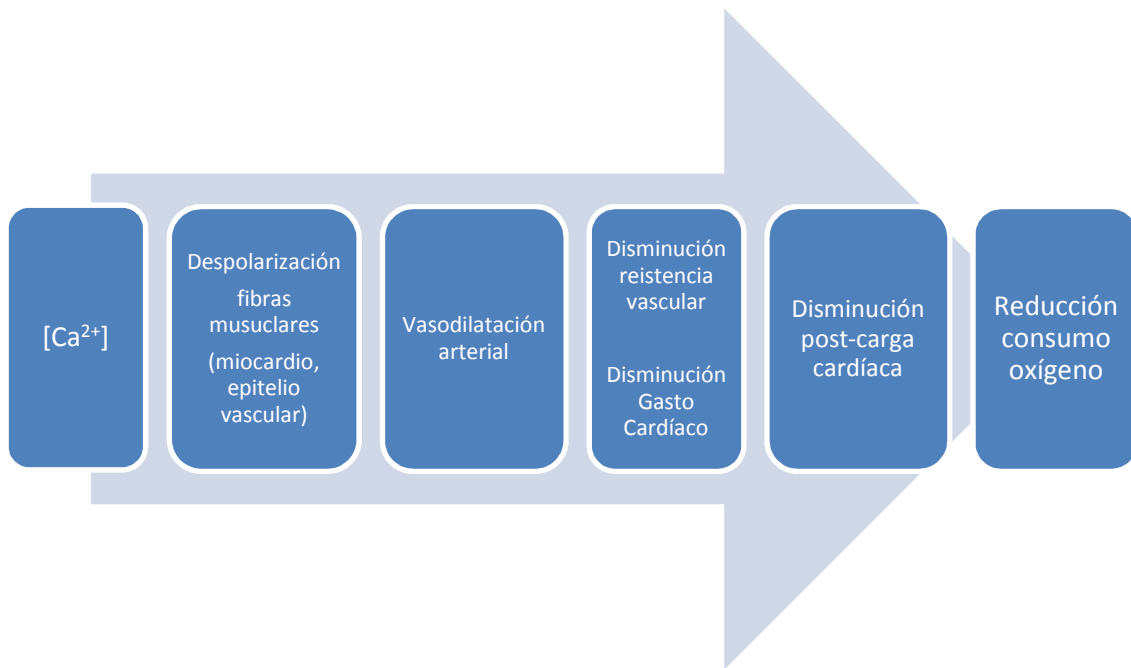 [Ca²⁺]
Despolarización
fibras
musuclares
(miocardio,
epitelio
vascular)
Vasodilatación
arterial
Disminución
reistencia
vascular
Disminución
Gasto
Cardíaco
Disminución
post-carga
cardíaca
Reducción
consumo
oxígeno